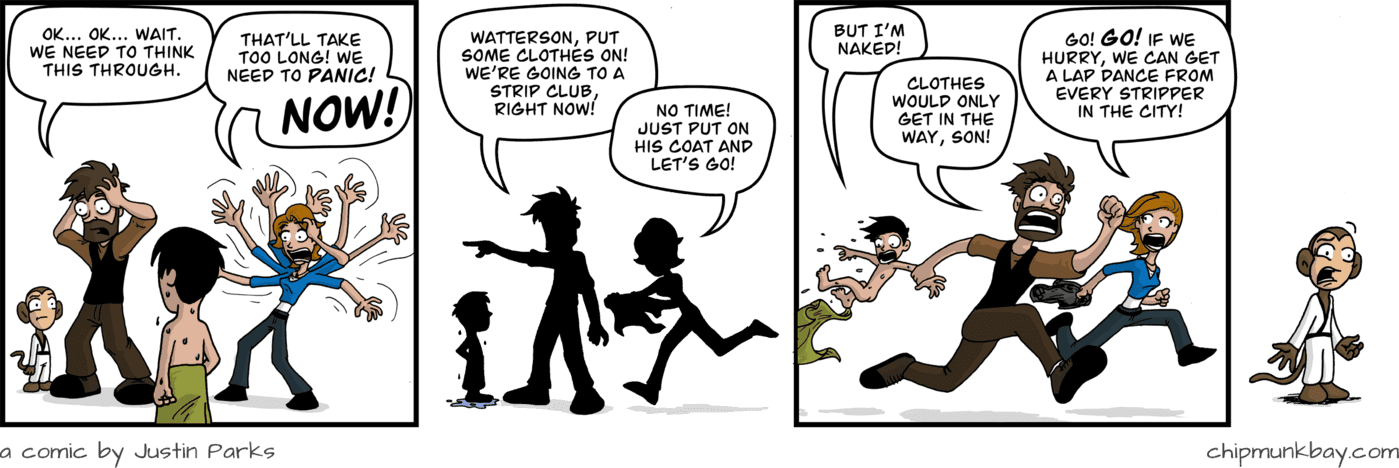 OK... OK... WAIT.
WE NEED TO THINK
THIS THROUGH.
THAT'LL TAKE
TOO LONG! WE
NEED TO PANIC!
NOW!
WATTERSON, PUT
SOME CLOTHES ON!
WE'RE GOING TO A
STRIP CLUB,
RIGHT NOW!
NO TIME!
JUST PUT ON
HIS COAT AND
LET'S GO!
BUT I'M
NAKED!
CLOTHES
WOULD ONLY
GET IN THE
WAY, SON!
GO! GO! IF WE
HURRY, WE CAN GET
A LAP DANCE FROM
EVERY STRIPPER
IN THE CITY!
a comic by Justin Parks
chipmunkbay.com